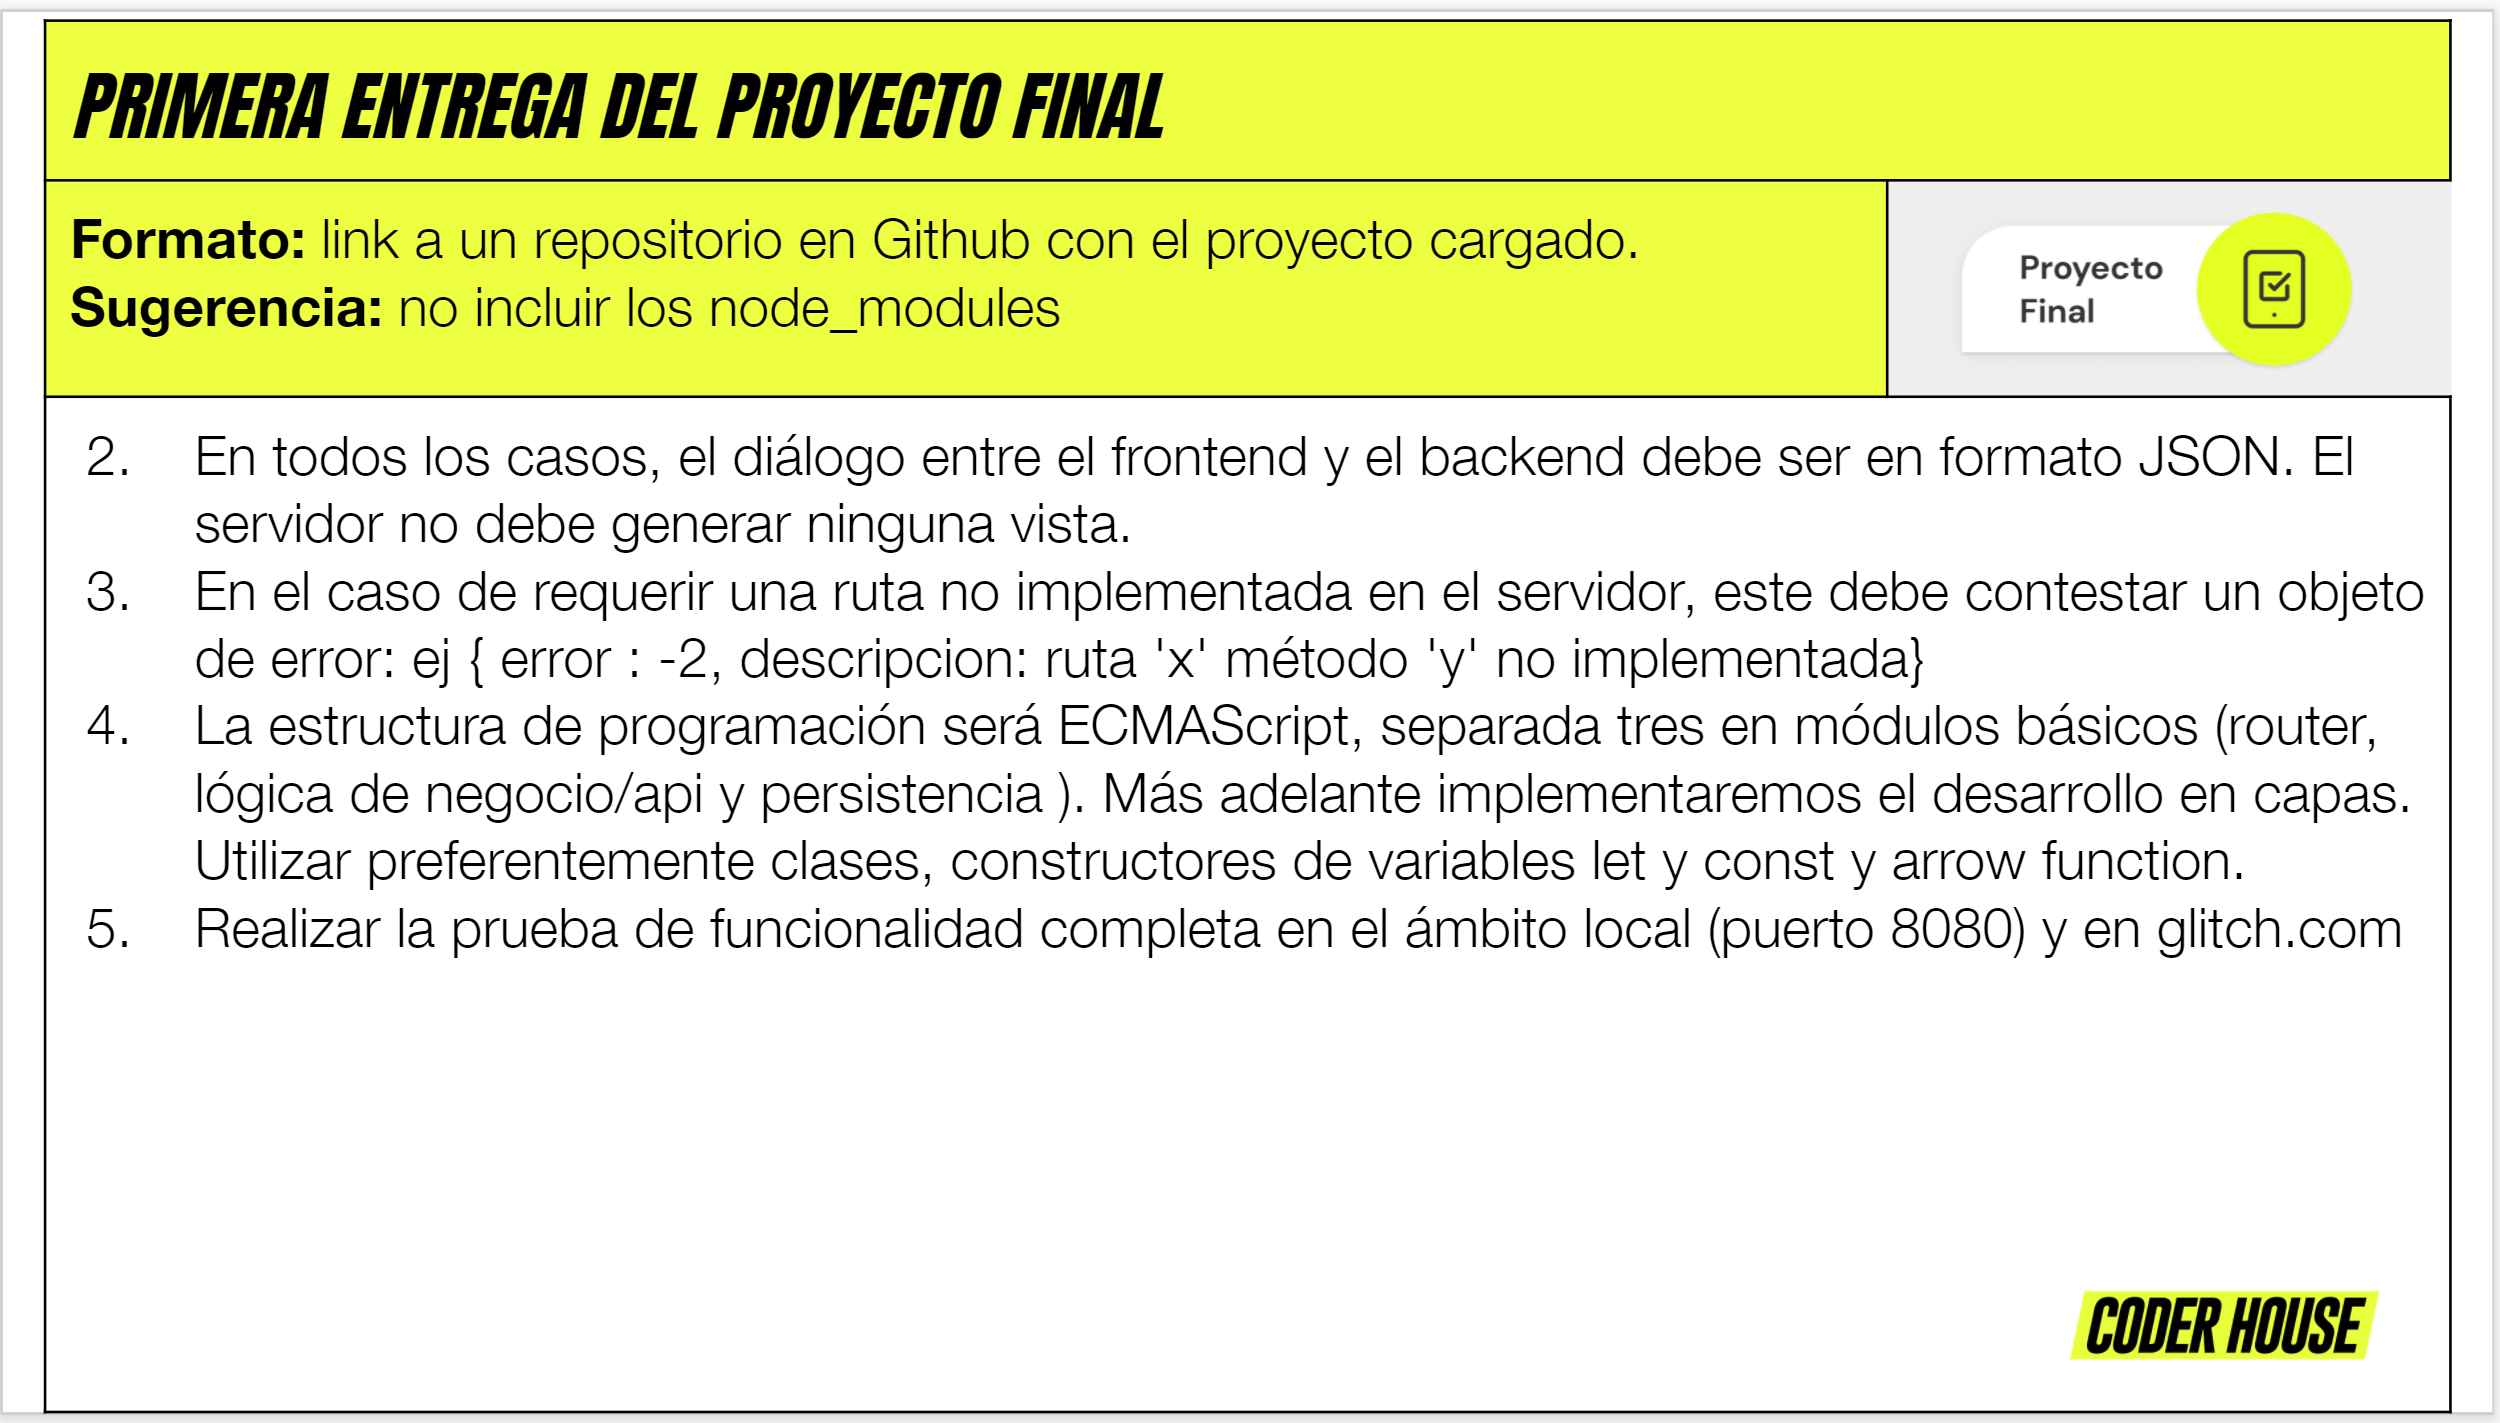 PRIMERA ENTREGA DEL PROYECTO FINAL
Formato: link a un repositorio en Github con el proyecto cargado.
Sugerencia: no incluir los node_modules
Proyecto
Final
2. En todos los casos, el diálogo entre el frontend y el backend debe ser en formato JSON. El
servidor no debe generar ninguna vista.
3. En el caso de requerir una ruta no implementada en el servidor, este debe contestar un objeto
de error: ej { error : -2, descripcion: ruta 'x' método 'y' no implementada}
4. La estructura de programación será ECMAScript, separada tres en módulos básicos (router,
lógica de negocio/api y persistencia ). Más adelante implementaremos el desarrollo en capas.
Utilizar preferentemente clases, constructores de variables let y const y arrow function.
5. Realizar la prueba de funcionalidad completa en el ámbito local (puerto 8080) y en glitch.com
CODER HOUSE